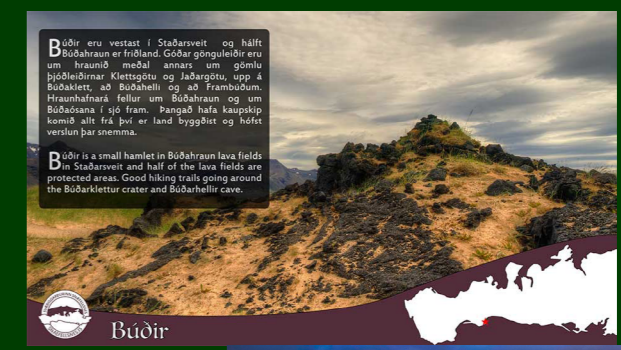 Búðir eru vestast í Staðarsveit og hálft
Búðahraun er friðland. Góðar gönguleiðir eru
um hraunið meðal annars um gömlu
þjóðleiðirnar Klettsgötu og Jaðargötu, upp á
Búðaklett, að Búðahelli og að Frambúðum.
Hraunhafnará fellur um Búðahraun og um
Búðaósana í sjó fram. Þangað hafa kaupskip
komið allt frá því er land byggðist og hófst
verslun þar snemma.
Búðir is a small hamlet in Búðahraun lava fields
in Staðarsveit and half of the lava fields are
protected areas. Good hiking trails going around
the Búðarklettur crater and Búðarhellir cave.
Búðir